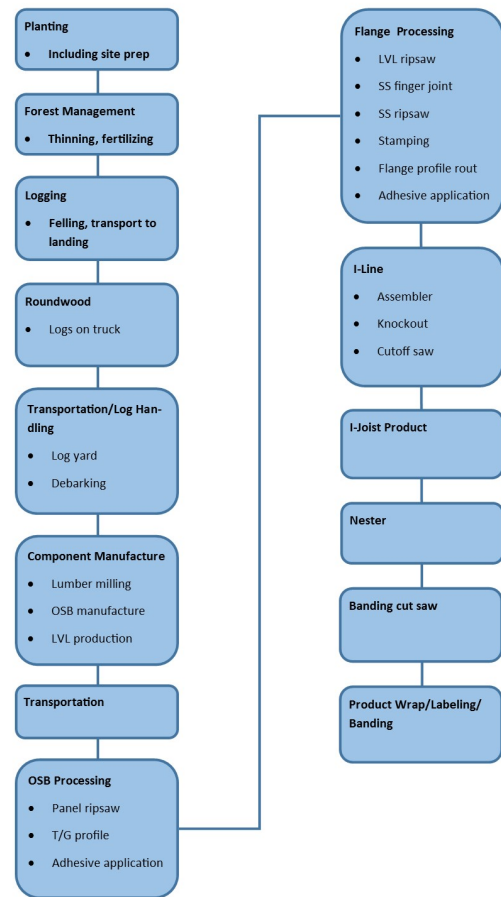 Planting
• Including site prep
Forest Management
• Thinning, fertilizing
Logging
• Felling, transport to
landing
Roundwood
• Logs on truck
Transportation/Log Han-
dling
• Log yard
• Debarking
Component Manufacture
• Lumber milling
• OSB manufacture
• LVL production
Transportation
OSB Processing
• Panel ripsaw
• T/G profile
• Adhesive application
Flange Processing
• LVL ripsaw
• SS finger joint
• SS ripsaw
• Stamping
• Flange profile rout
• Adhesive application
I-Line
• Assembler
• Knockout
• Cutoff saw
I-Joist Product
Nester
Banding cut saw
Product Wrap/Labeling/
Banding